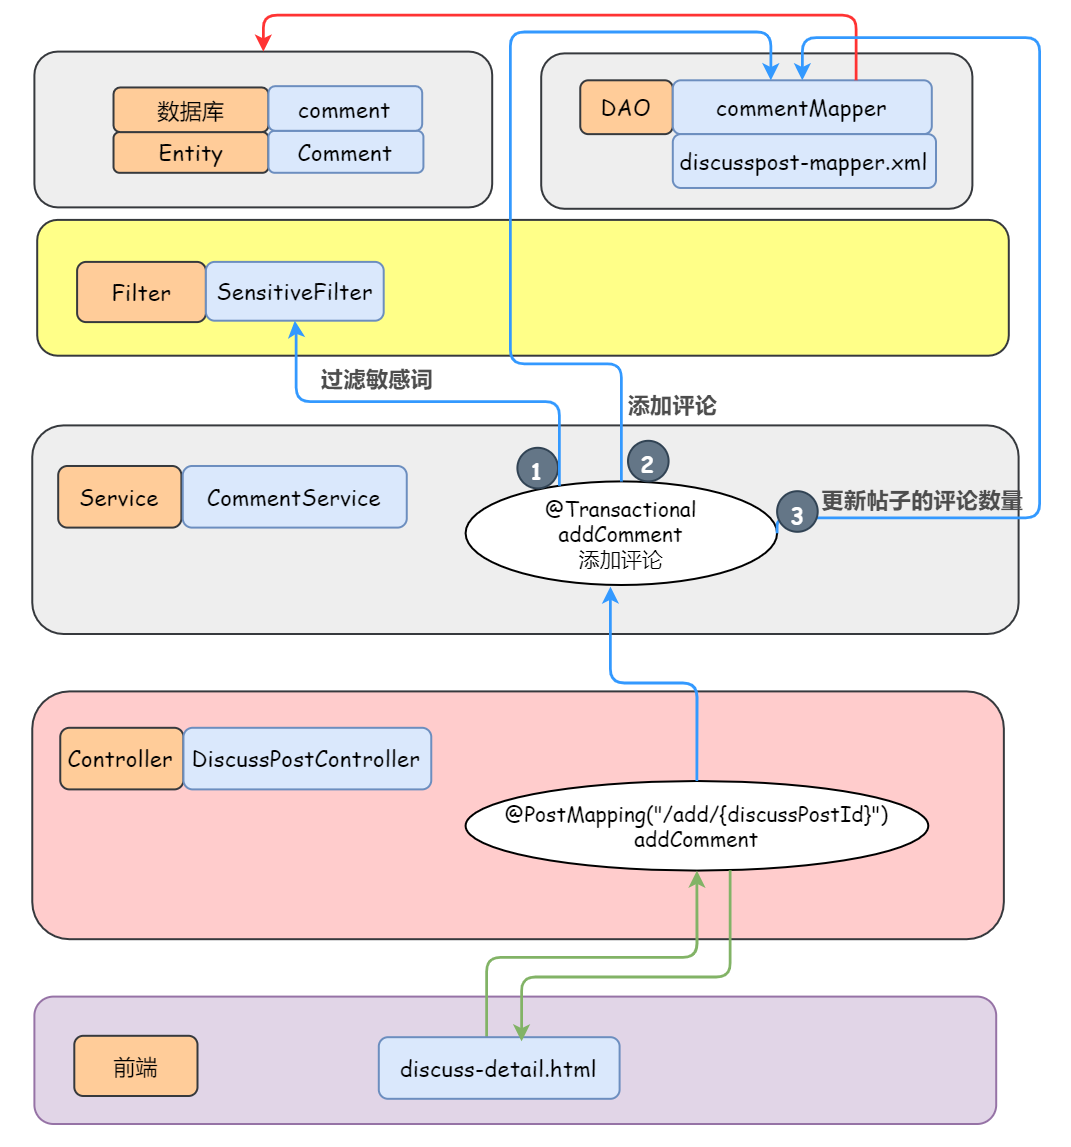 数据库
comment
Entity
Comment
DAO
commentMapper
discusspost-mapper.xml
Filter
SensitiveFilter
过滤敏感词
添加评论
Service
CommentService
1
2
@Transactional
addComment
添加评论
3
更新帖子的评论数量
Controller
DiscussPostController
@PostMapping("/add/{discussPostId}")
addComment
前端
discuss-detail.html